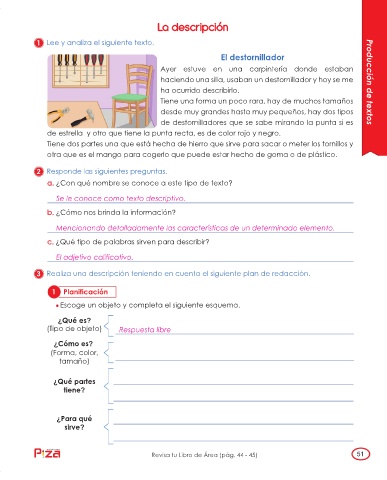 La descripción
1 Lee y analiza el siguiente texto.
El destornillador
Ayer estuve en una carpintería donde estaban
haciendo una silla, usaban un destornillador y hoy se me
ha ocurrido describirlo.
Tiene una forma un poco rara, hay de muchos tamaños
desde muy grandes hasta muy pequeños, hay dos tipos
de destornilladores que se sabe mirando la punta si es
de estrella y otro que tiene la punta recta, es de color rojo y negro.
Tiene dos partes una que está hecha de hierro que sirve para sacar o meter los tornillos y
otra que es el mango para cogerlo que puede estar hecho de goma o de plástico.
2 Responde las siguientes preguntas.
a. ¿Con qué nombre se conoce a este tipo de texto?
Se le conoce como texto descriptivo.
b. ¿Cómo nos brinda la información?
Mencionando detalladamente las características de un determinado elemento.
c. ¿Qué tipo de palabras sirven para describir?
El adjetivo calificativo.
3 Realiza una descripción teniendo en cuenta el siguiente plan de redacción.
1 Planificación
• Escoge un objeto y completa el siguiente esquema.
¿Qué es?
(Tipo de objeto)
Respuesta libre
¿Cómo es?
(Forma, color,
tamaño)
¿Qué partes
tiene?
¿Para qué
sirve?
Producción de textos
Pizza
Revisa tu Libro de Área (pág. 44 - 45)
51